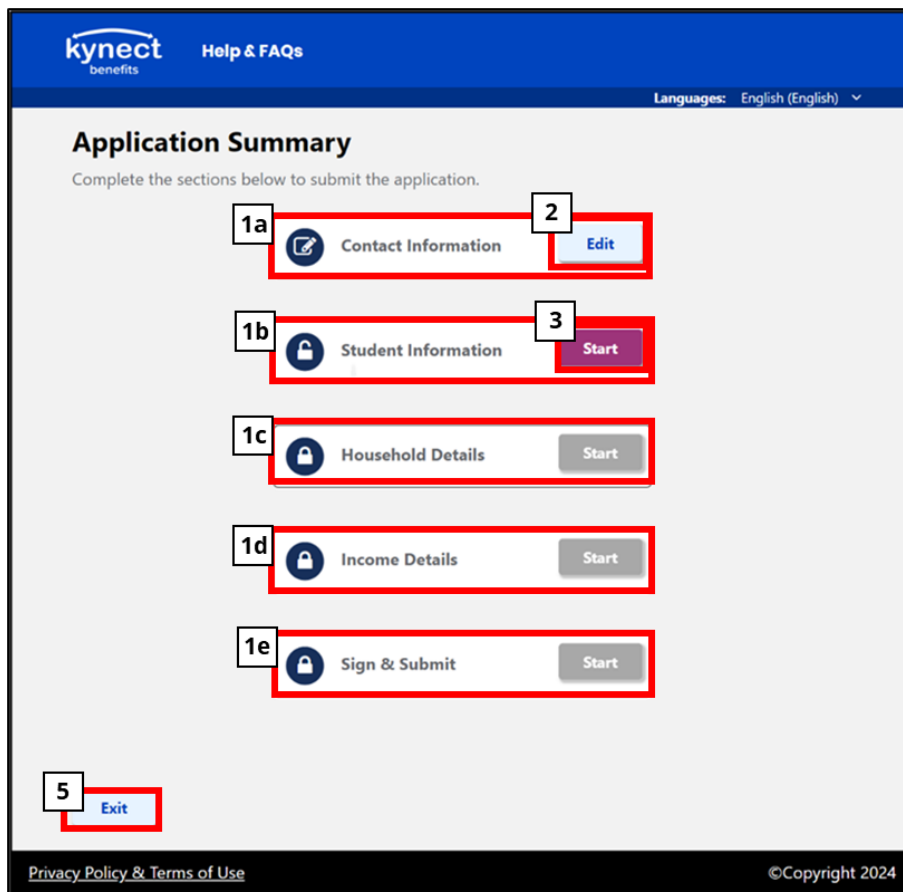 kynect
benefits
Help & FAQs
Languages: English (English)
Application Summary
Complete the sections below to submit the application.
1a
2
Contact Information
Edit
1b
3
Student Information
Start
1c
Household Details
Start
1d
Income Details
Start
1e
Sign & Submit
Start
5
Exit
Privacy Policy & Terms of Use
©Copyright 2024